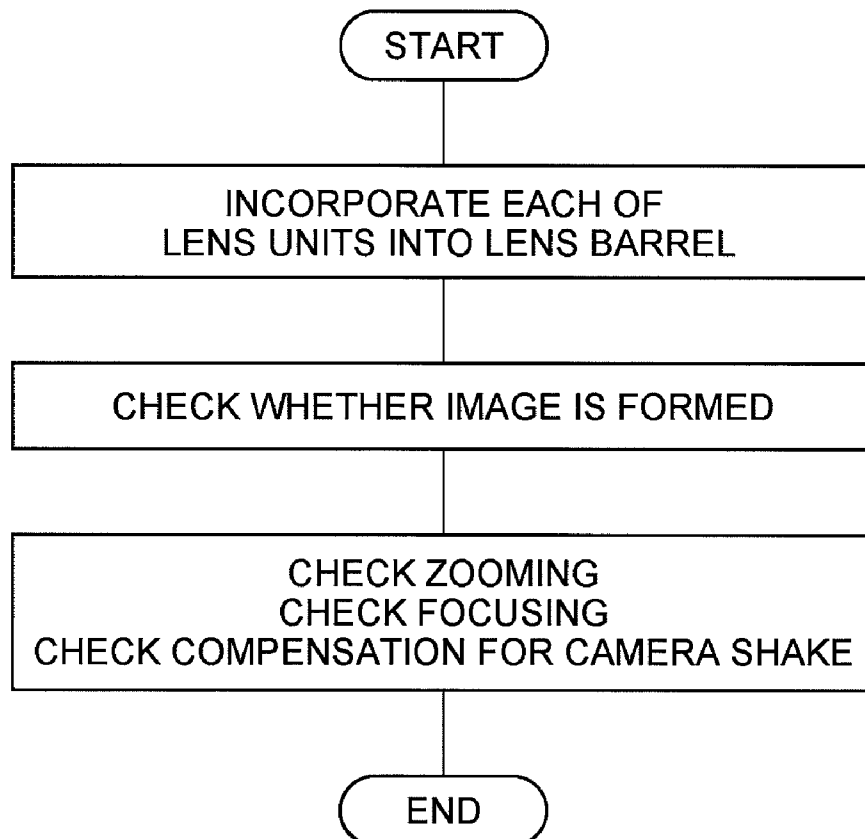 START
INCORPORATE EACH OF
LENS UNITS INTO LENS BARREL
CHECK WHETHER IMAGE IS FORMED
CHECK ZOOMING
CHECK FOCUSING
CHECK COMPENSATION FOR CAMERA SHAKE
END